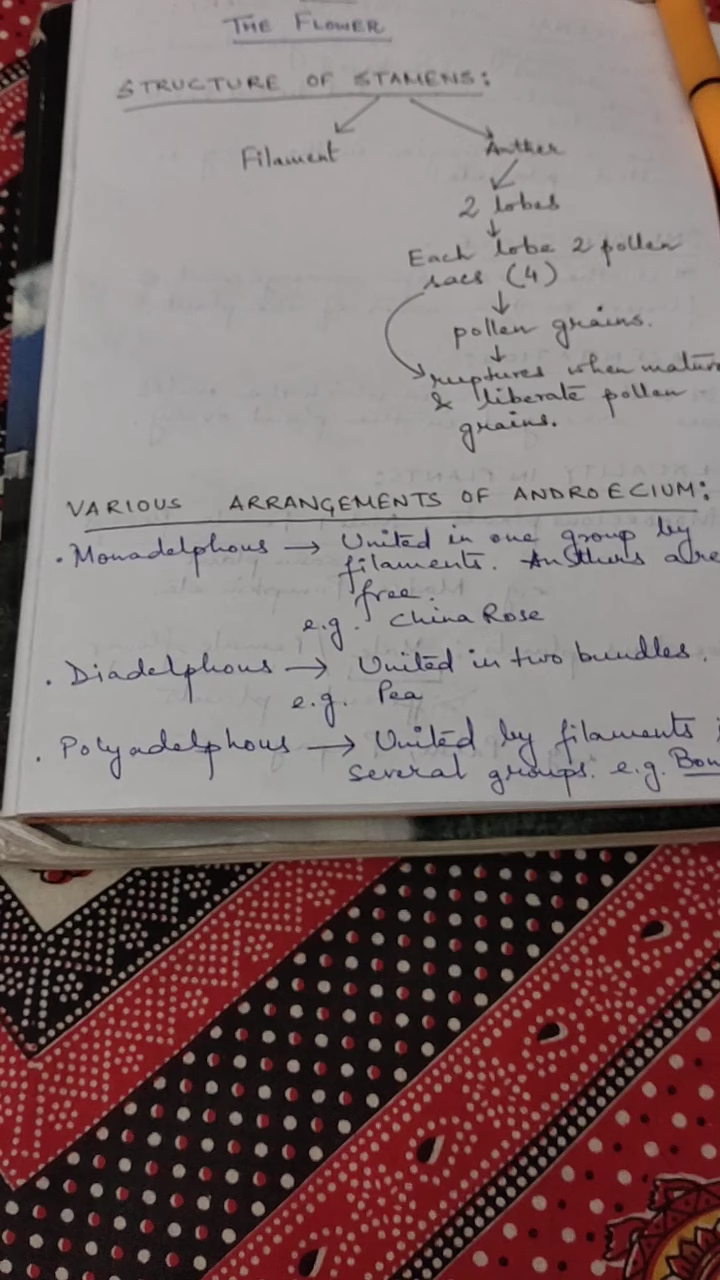 THE FLOWER
STRUCTURE OF STAMENS:
Filament Anther
2 lobes
Each lobe 2 pollen
sacs (4)
pollen grains.
ruptures when matur
& liberate pollen
grains.
VARIOUS ARRANGEMENTS OF ANDROECIUM:
. Monadelphous → United in one group by
filaments. Anthers are
free.
e.g. China Rose
. Diadelphous → United in two bundles.
e.g. Pea
. Polyadelphous → United by filaments
several groups. e.g.